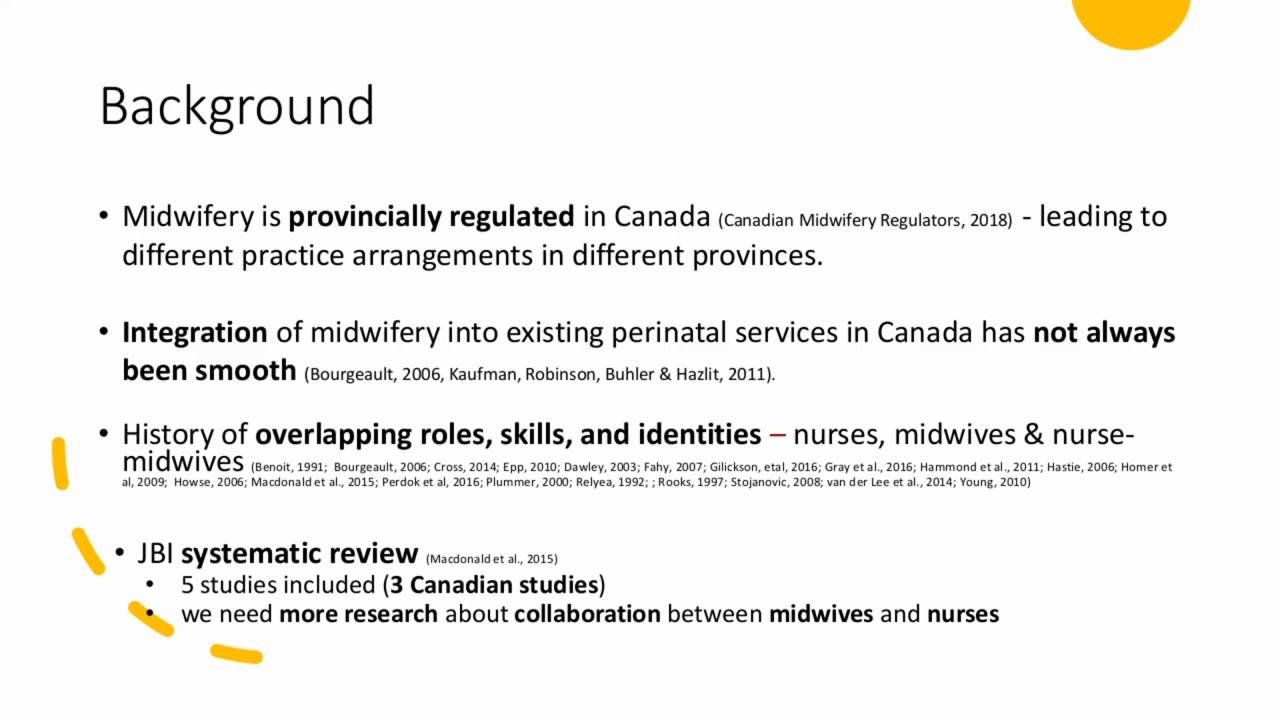 Background
• Midwifery is provincially regulated in Canada (Canadian Midwifery Regulators, 2018) - leading to
different practice arrangements in different provinces.
• Integration of midwifery into existing perinatal services in Canada has not always
been smooth (Bourgeault, 2006, Kaufman, Robinson, Buhler & Hazlit, 2011).
• History of overlapping roles, skills, and identities – nurses, midwives & nurse-
midwives (Benoit, 1991; Bourgeault, 2006; Cross, 2014; Epp, 2010; Dawley, 2003; Fahy, 2007; Gilickson, etal, 2016; Gray et al., 2016; Hammond et al., 2011; Hastie, 2006; Homer et
al, 2009; Howse, 2006; Macdonald et al., 2015; Perdok et al, 2016; Plummer, 2000; Relyea, 1992; ; Rooks, 1997; Stojanovic, 2008; van der Lee et al., 2014; Young, 2010)
• JBI systematic review (Macdonald et al., 2015)
• 5 studies included (3 Canadian studies)
• we need more research about collaboration between midwives and nurses